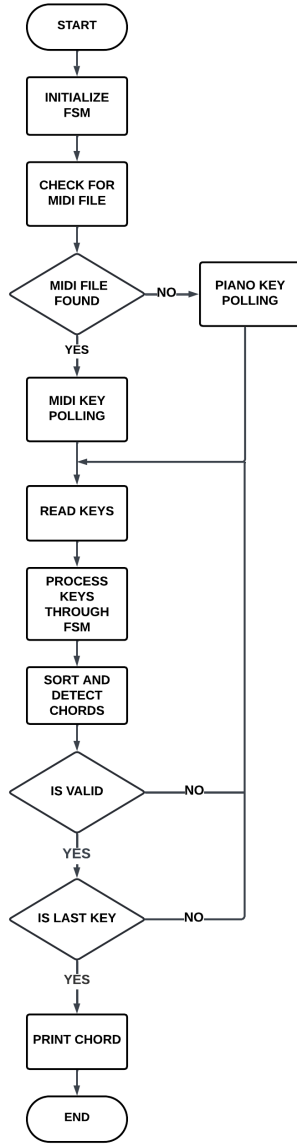 START
INITIALIZE
FSM
CHECK FOR
MIDI FILE
MIDI FILE
FOUND
NO
PIANO KEY
POLLING
YES
MIDI KEY
POLLING
READ KEYS
PROCESS
KEYS
THROUGH
FSM
SORT AND
DETECT
CHORDS
IS VALID
NO
YES
IS LAST KEY
NO
YES
PRINT CHORD
END